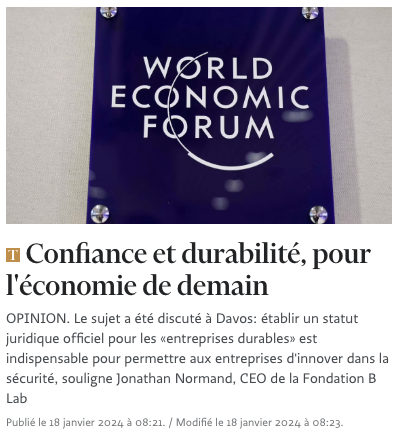 WORLD
ECONOMIC
FORUM
T Confiance et durabilité, pour
l'économie de demain
OPINION. Le sujet a été discuté à Davos: établir un statut
juridique officiel pour les «entreprises durables» est
indispensable pour permettre aux entreprises d'innover dans la
sécurité, souligne Jonathan Normand, CEO de la Fondation B
Lab
Publié le 18 janvier 2024 à 08:21. / Modifié le 18 janvier 2024 à 08:23.